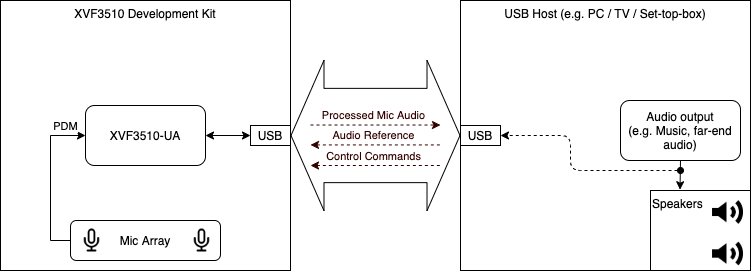 XVF3510 Development Kit
USB Host (e.g. PC / TV / Set-top-box)
PDM
XVF3510-UA
USB
Processed Mic Audio
Audio Reference
Control Commands
USB
Audio output
(e.g. Music, far-end
audio)
Mic Array
Speakers